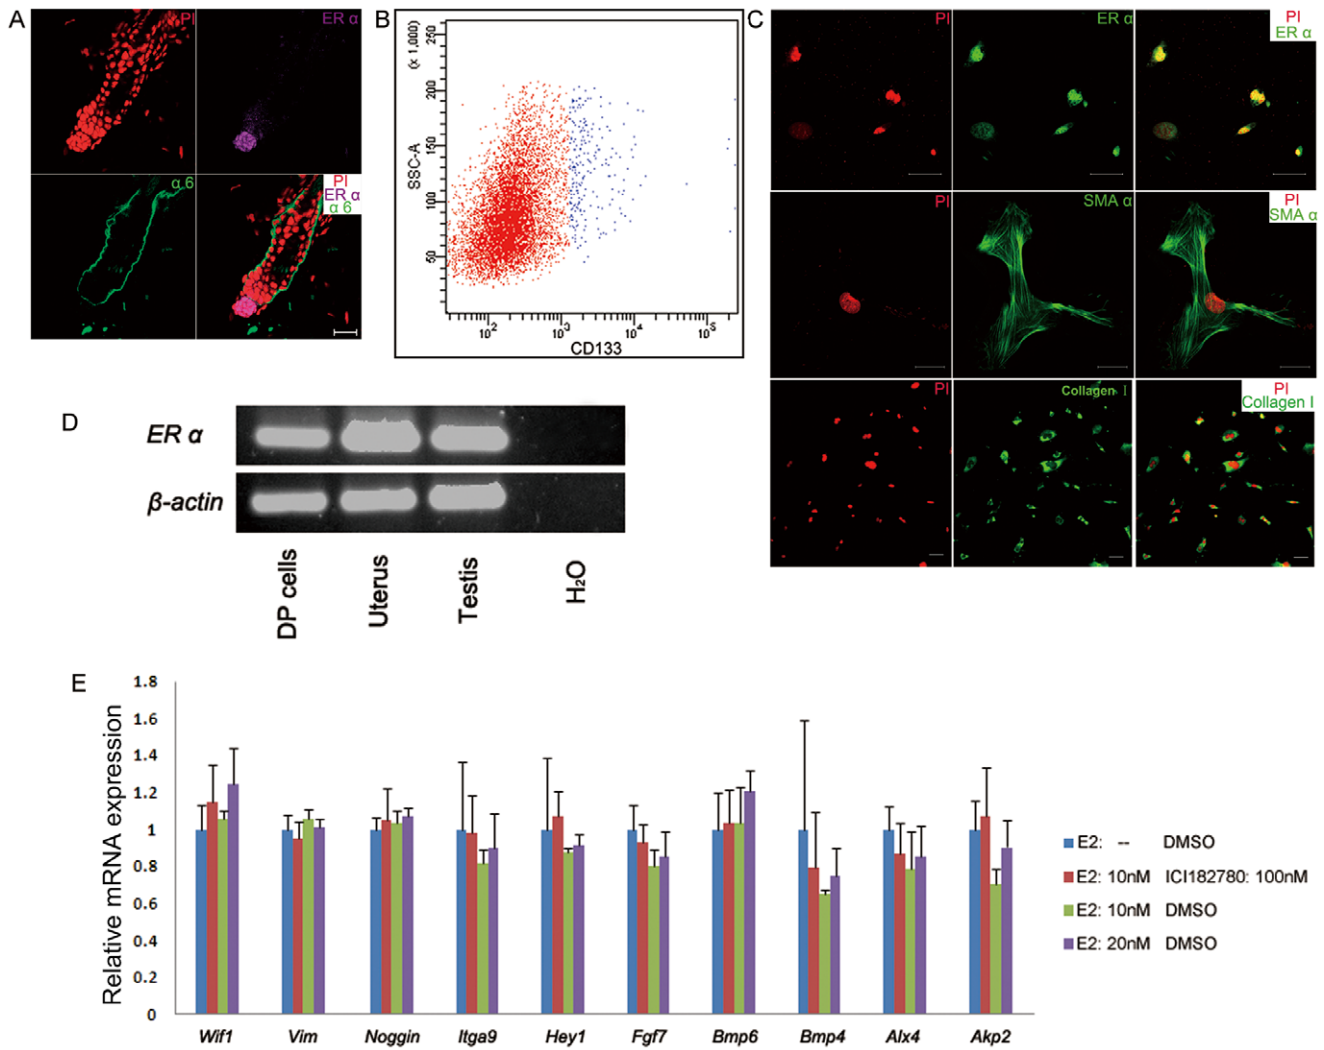 A
PI
ER α
α 6
PI
ER α
α 6
B
SSC-A
(x 1,000)
250
200
150
100
50
10²
10³
10⁴
10⁵
CD133
C
PI
ER α
PI
ER α
PI
SMA α
PI
SMA α
PI
Collagen I
PI
Collagen I
D
ER α
β-actin
DP cells
Uterus
Testis
H₂O
E
Relative mRNA expression
1.8
1.6
1.4
1.2
1
0.8
0.6
0.4
0.2
0
Wif1 Vim Noggin Itga9 Hey1 Fgf7 Bmp6 Bmp4 Alx4 Akp2
E2: -- DMSO
E2: 10nM ICI182780: 100nM
E2: 10nM DMSO
E2: 20nM DMSO